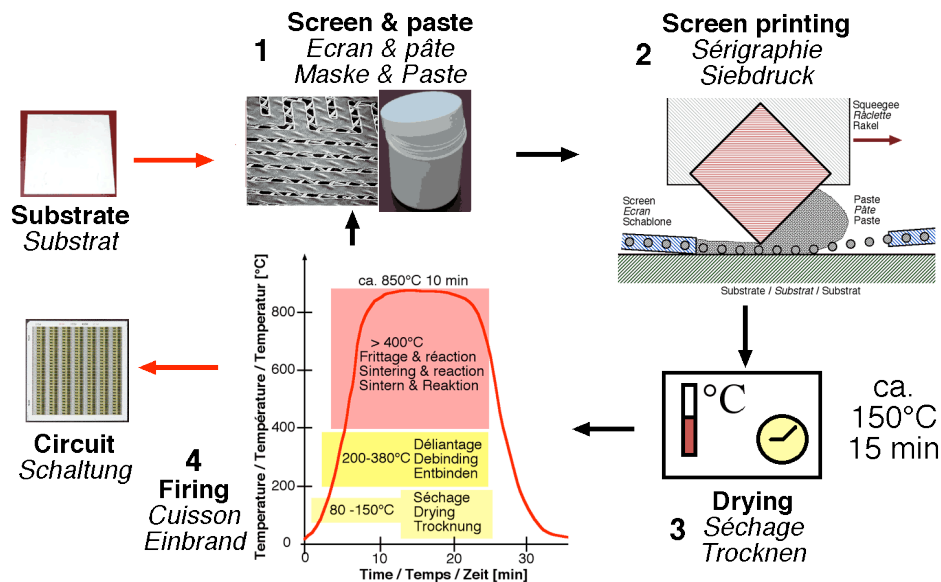 Screen & paste
1
Ecran & pâte
Maske & Paste
Screen printing
2
Sérigraphie
Siebdruck
Squeegee
Râclette
Rakel
Screen
Ecran
Schablone
Paste
Pâte
Paste
Substrate / Substrat / Substrat
Substrate
Substrat
°C
ca.
150°C
15 min
Drying
3
Séchage
Trocknen
Temperature / Température / Temperatur [°C]
800
600
400
200
0
ca. 850°C 10 min
> 400°C
Frittage & réaction
Sintering & reaction
Sintern & Reaktion
200-380°C
Déliantage
Debinding
Entbinden
80 -150°C
Séchage
Drying
Trocknung
0
10
20
30
Time / Temps / Zeit [min]
4
Firing
Cuisson
Einbrand
Circuit
Schaltung